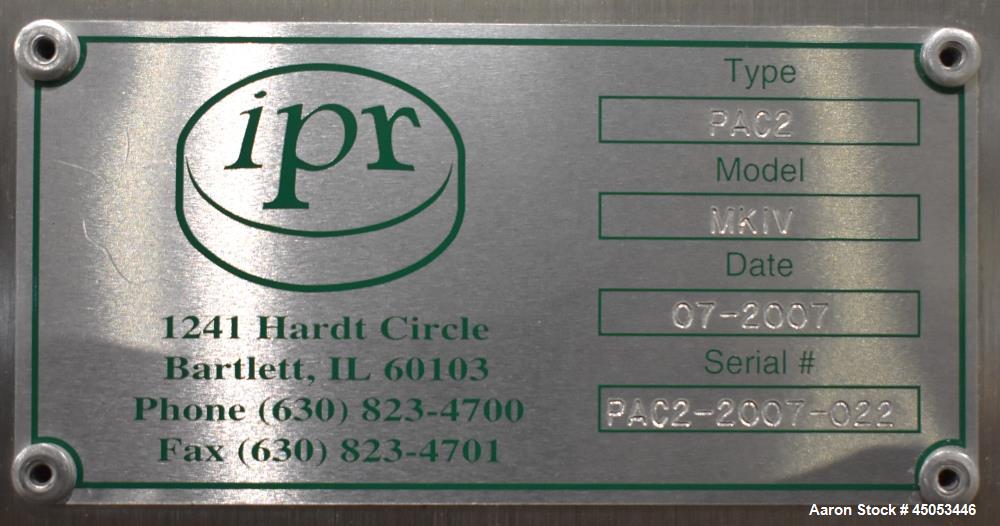 ipr
1241 Hardt Circle
Bartlett, IL 60103
Phone (630) 823-4700
Fax (630) 823-4701
Type
PAC2
Model
MKIV
Date
07-2007
Serial #
PAC2-2007-022
Aaron Stock # 45053446